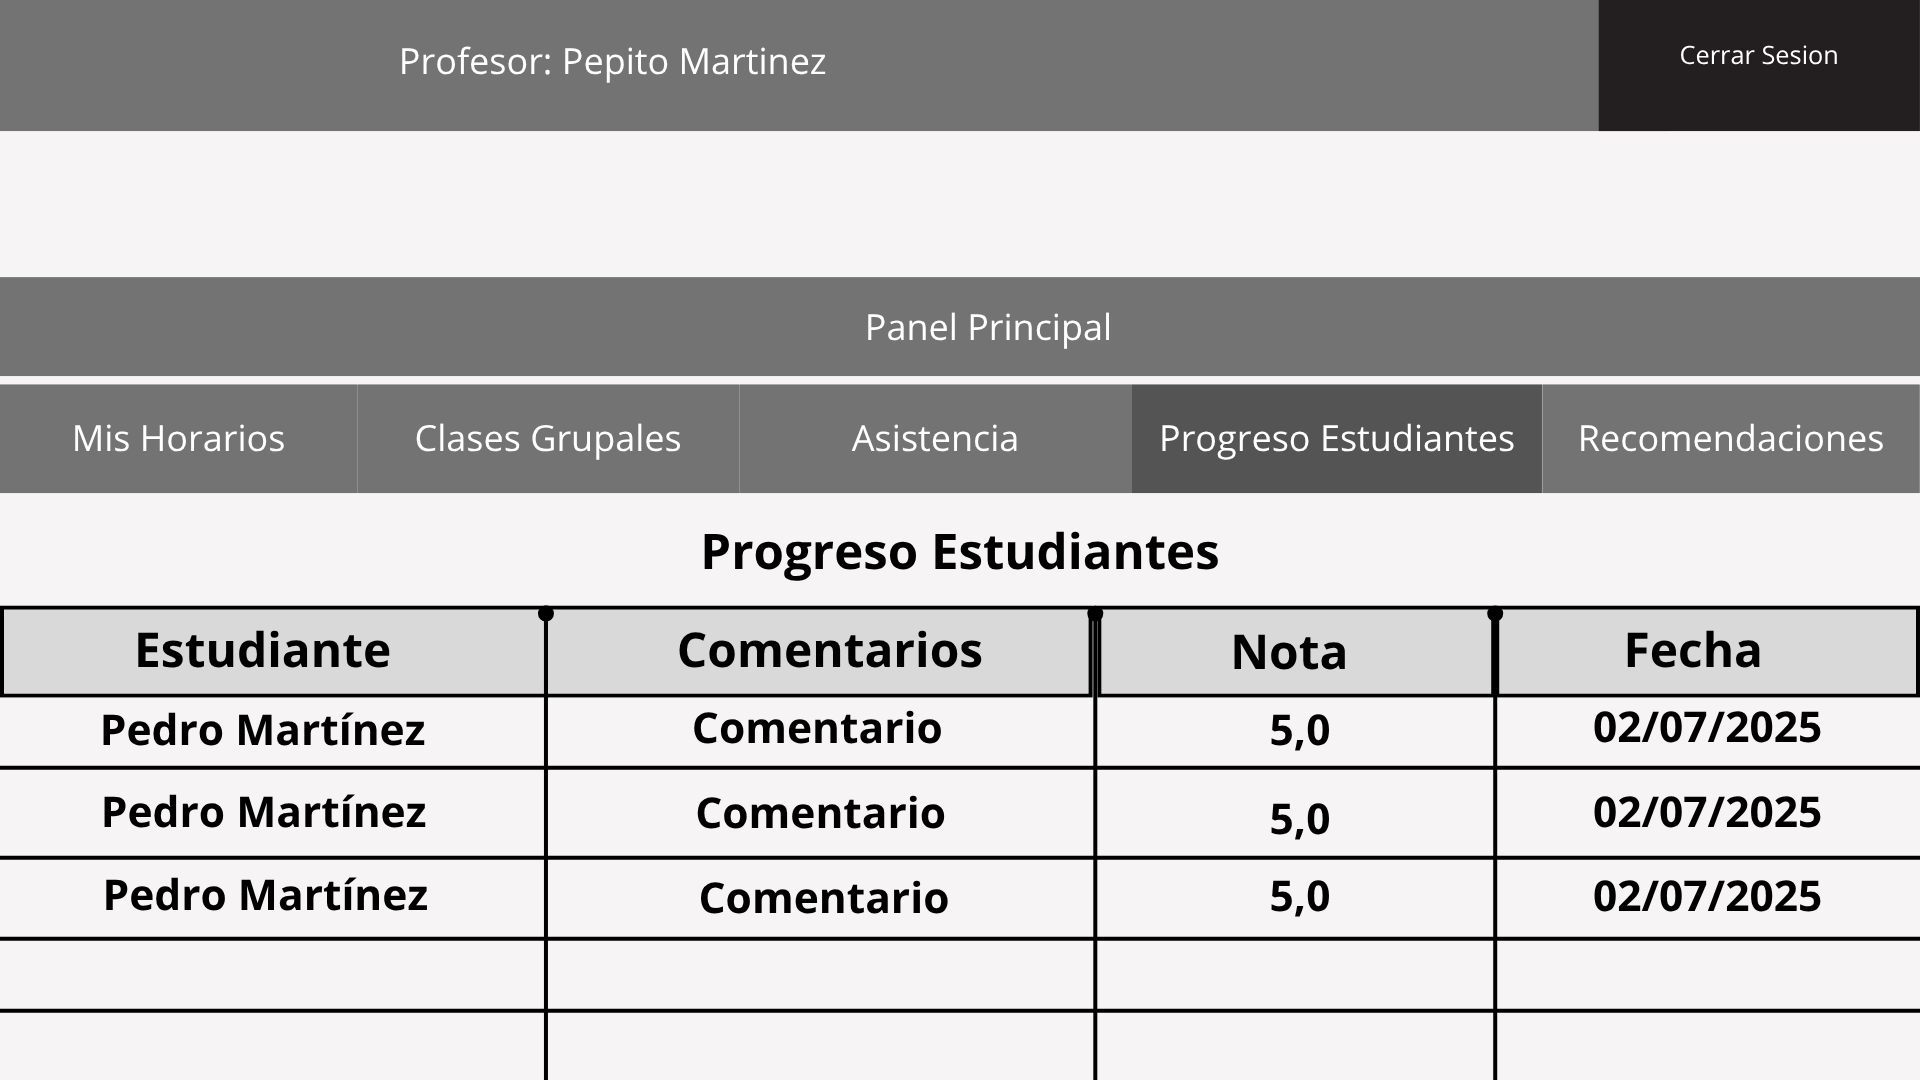 Profesor: Pepito Martinez
Cerrar Sesion
Panel Principal
Mis Horarios
Clases Grupales
Asistencia
Progreso Estudiantes
Recomendaciones
Progreso Estudiantes
Estudiante Comentarios Nota Fecha
Pedro Martínez Comentario 5,0 02/07/2025
Pedro Martínez Comentario 5,0 02/07/2025
Pedro Martínez Comentario 5,0 02/07/2025